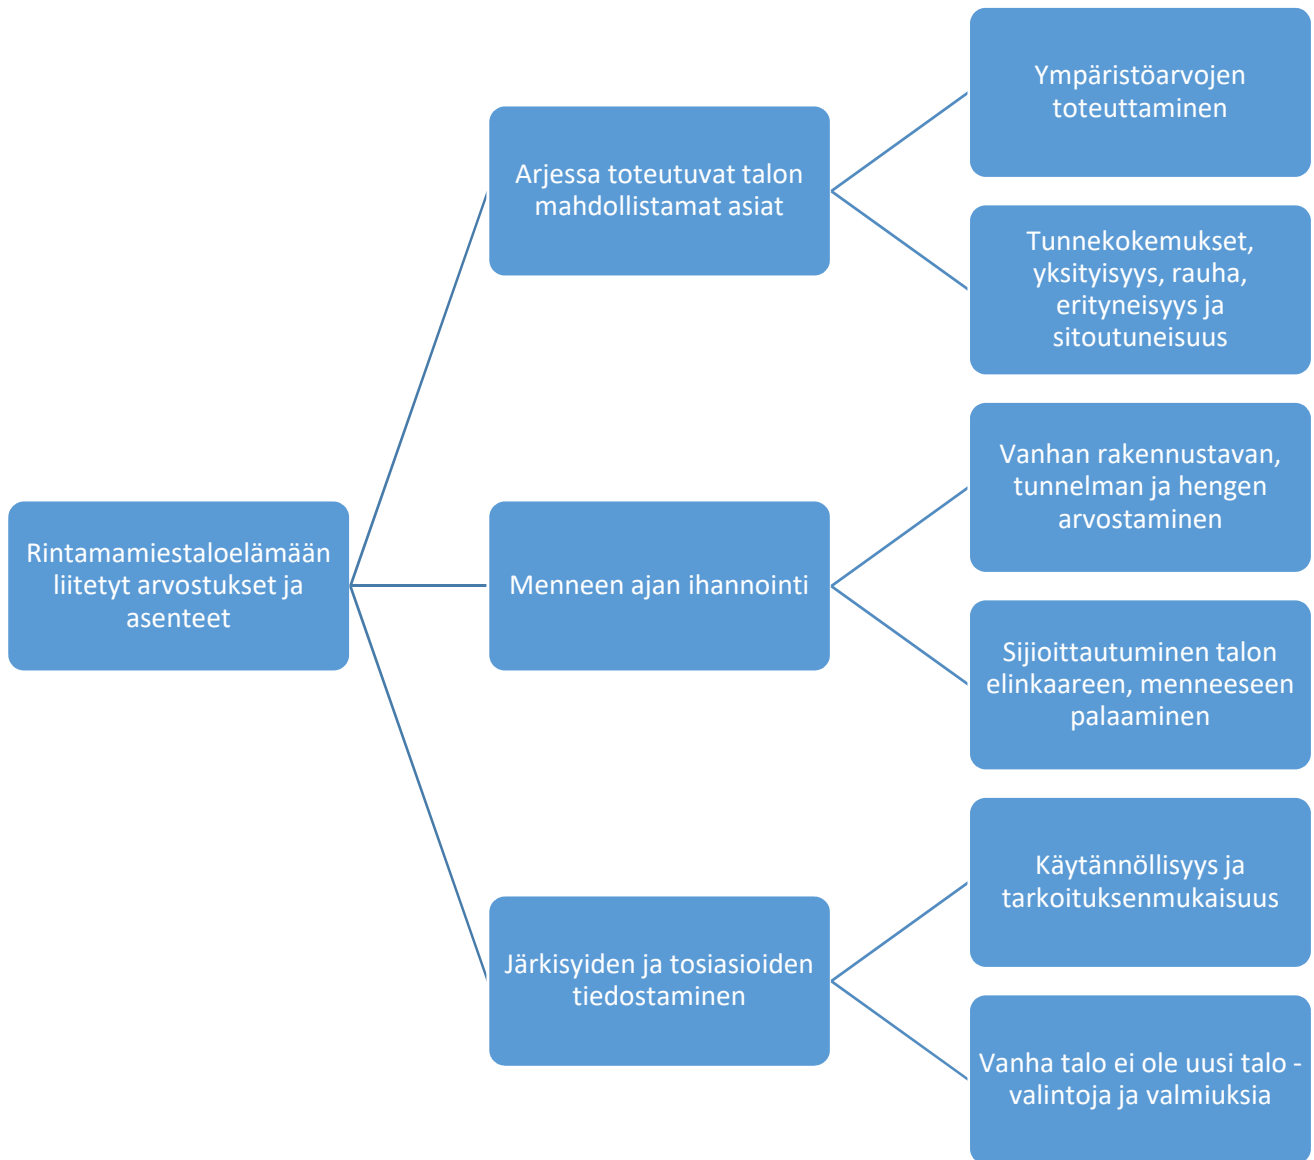 Rintamamiestaloelämään
liitetyt arvostukset ja
asenteet
Arjessa toteutuvat talon
mahdollistamat asiat
Ympäristöarvojen
toteuttaminen
Tunnekokemukset,
yksityisyys, rauha,
erityneisyys ja
sitoutuneisuus
Menneen ajan ihannointi
Vanhan rakennustavan,
tunnelman ja hengen
arvostaminen
Sijioittautuminen talon
elinkaareen, menneeseen
palaaminen
Järkisyiden ja tosiasioiden
tiedostaminen
Käytännöllisyys ja
tarkoituksenmukaisuus
Vanha talo ei ole uusi talo -
valintoja ja valmiuksia